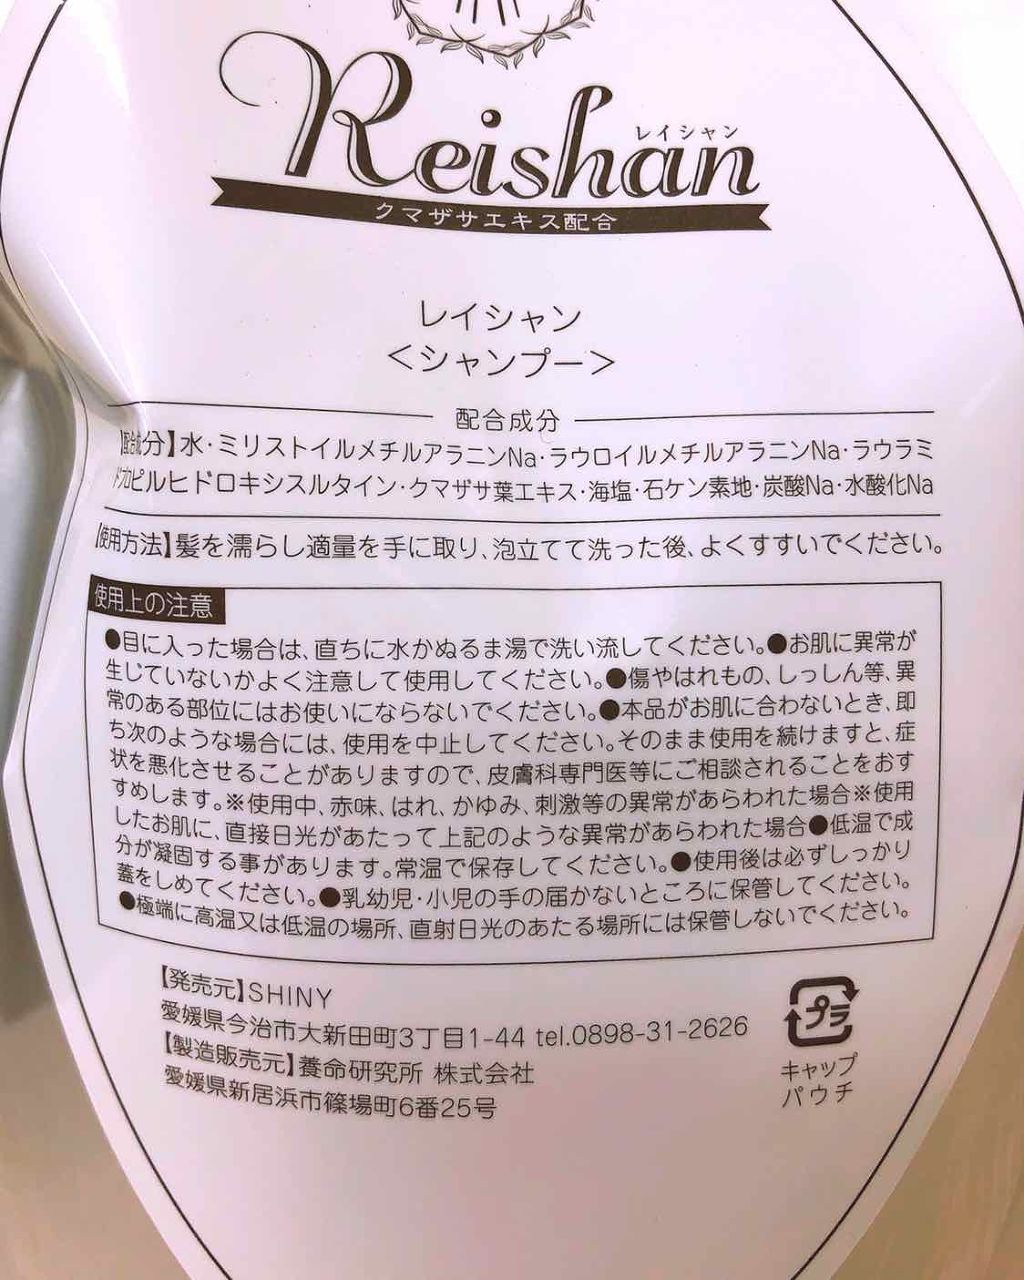 Reishan
レイシャン
クマザサエキス配合
レイシャン
<シャンプー>
配合成分
【配合成分】水・ミリストイルメチルアラニンNa・ラウロイルメチルアラニンNa・ラウラミ
ドプロピルヒドロキシスルタイン・クマザサ葉エキス・海塩・石ケン素地・炭酸Na・水酸化Na
【使用方法】髪を濡らし適量を手に取り、泡立てて洗った後、よくすすいでください。
使用上の注意
●目に入った場合は、直ちに水かぬるま湯で洗い流してください。●お肌に異常が
生じていないかよく注意して使用してください。●傷やはれもの、しっしん等、異
常のある部位にはお使いにならないでください。●本品がお肌に合わないとき、即
ち次のような場合には、使用を中止してください。そのまま使用を続けますと、症
状を悪化させることがありますので、皮膚科専門医等にご相談されることをおす
すめします。※使用中、赤味、はれ、かゆみ、刺激等の異常があらわれた場合※使用
したお肌に、直接日光があたって上記のような異常があらわれた場合●低温で成
分が凝固する事があります。常温で保存してください。●使用後は必ずしっかり
蓋をしめてください。●乳幼児・小児の手の届かないところに保管してください。
●極端に高温又は低温の場所、直射日光のあたる場所には保管しないでください。
【発売元】SHINY
愛媛県今治市大新田町3丁目1-44 tel.0898-31-2626
【製造販売元】養命研究所 株式会社
愛媛県新居浜市篠場町6番25号
プラ
キャップ
パウチ